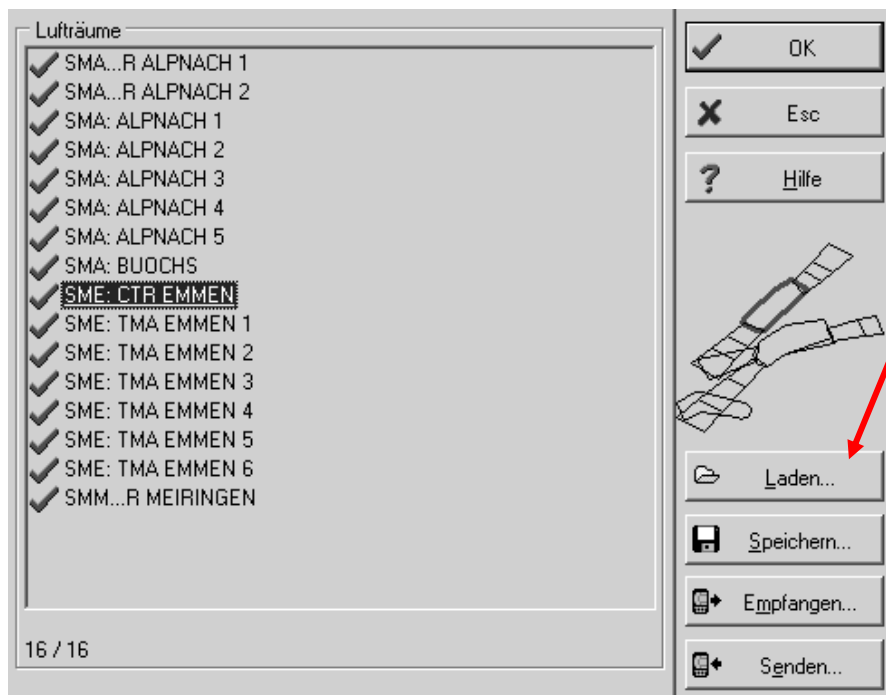 Lufträume
SMA...R ALPNACH 1
SMA...R ALPNACH 2
SMA: ALPNACH 1
SMA: ALPNACH 2
SMA: ALPNACH 3
SMA: ALPNACH 4
SMA: ALPNACH 5
SMA: BUOCHS
SME: CTR EMMEN
SME: TMA EMMEN 1
SME: TMA EMMEN 2
SME: TMA EMMEN 3
SME: TMA EMMEN 4
SME: TMA EMMEN 5
SME: TMA EMMEN 6
SMM...R MEIRINGEN
16 / 16
OK
Esc
Hilfe
Laden...
Speichern...
Empfangen...
Senden...